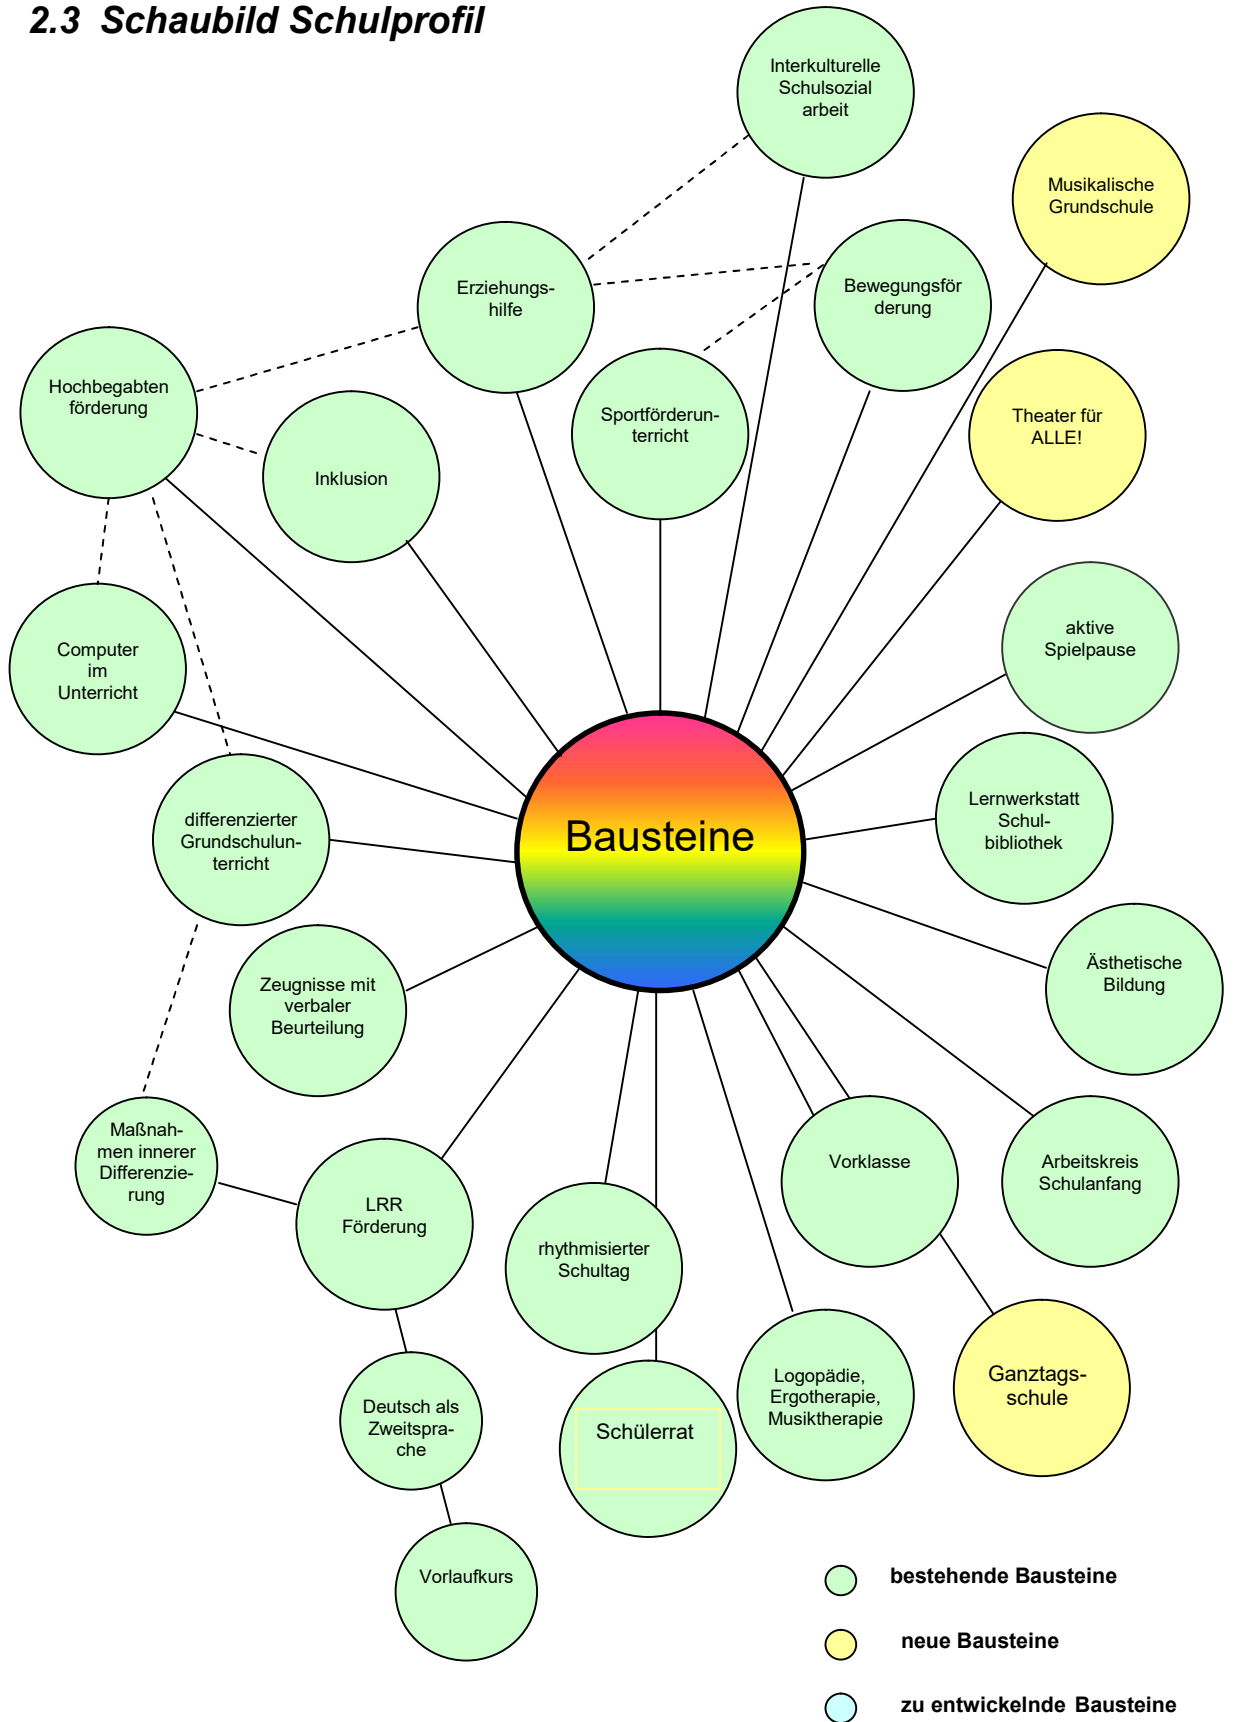 2.3 Schaubild Schulprofil
Interkulturelle
Schulsozial
arbeit
Musikalische
Grundschule
Erziehungs-
hilfe
Bewegungsför
derung
Hochbegabten
förderung
Inklusion
Sportförderun-
terricht
Theater für
ALLE!
Computer
im
Unterricht
aktive
Spielpause
differenzierter
Grundschulun-
terricht
Bausteine
Lernwerkstatt
Schul-
bibliothek
Zeugnisse mit
verbaler
Beurteilung
Ästhetische
Bildung
Maßnah-
men innerer
Differenzie-
rung
LRR
Förderung
rhythmisierter
Schultag
Vorklasse
Arbeitskreis
Schulanfang
Deutsch als
Zweitspra-
che
Schülerrat
Logopädie,
Ergotherapie,
Musiktherapie
Ganztags-
schule
Vorlaufkurs
bestehende Bausteine
neue Bausteine
zu entwickelnde Bausteine